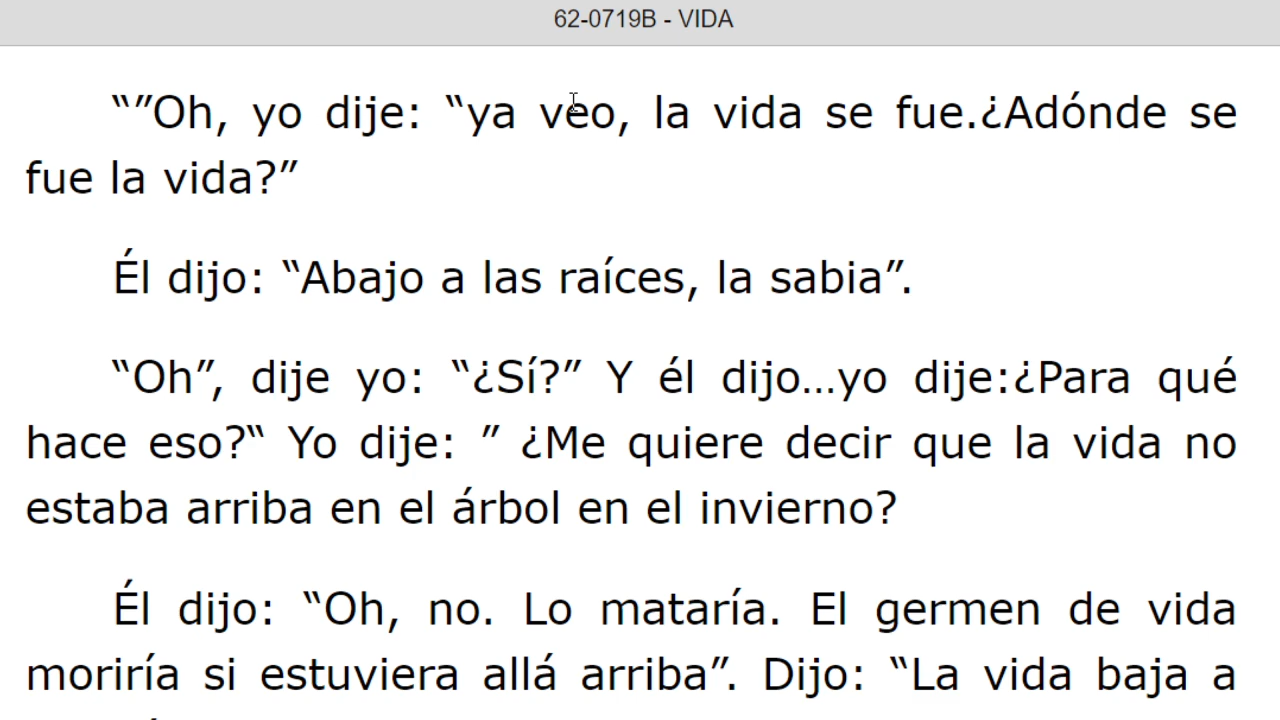 62-0719B - VIDA
“”Oh, yo dije: “ya veo, la vida se fue.¿Adónde se
fue la vida?”
Él dijo: “Abajo a las raíces, la sabia”.
“Oh”, dije yo: “¿Sí?” Y él dijo…yo dije:¿Para qué
hace eso?“ Yo dije: ” ¿Me quiere decir que la vida no
estaba arriba en el árbol en el invierno?
Él dijo: “Oh, no. Lo mataría. El germen de vida
moriría si estuviera allá arriba”. Dijo: “La vida baja a